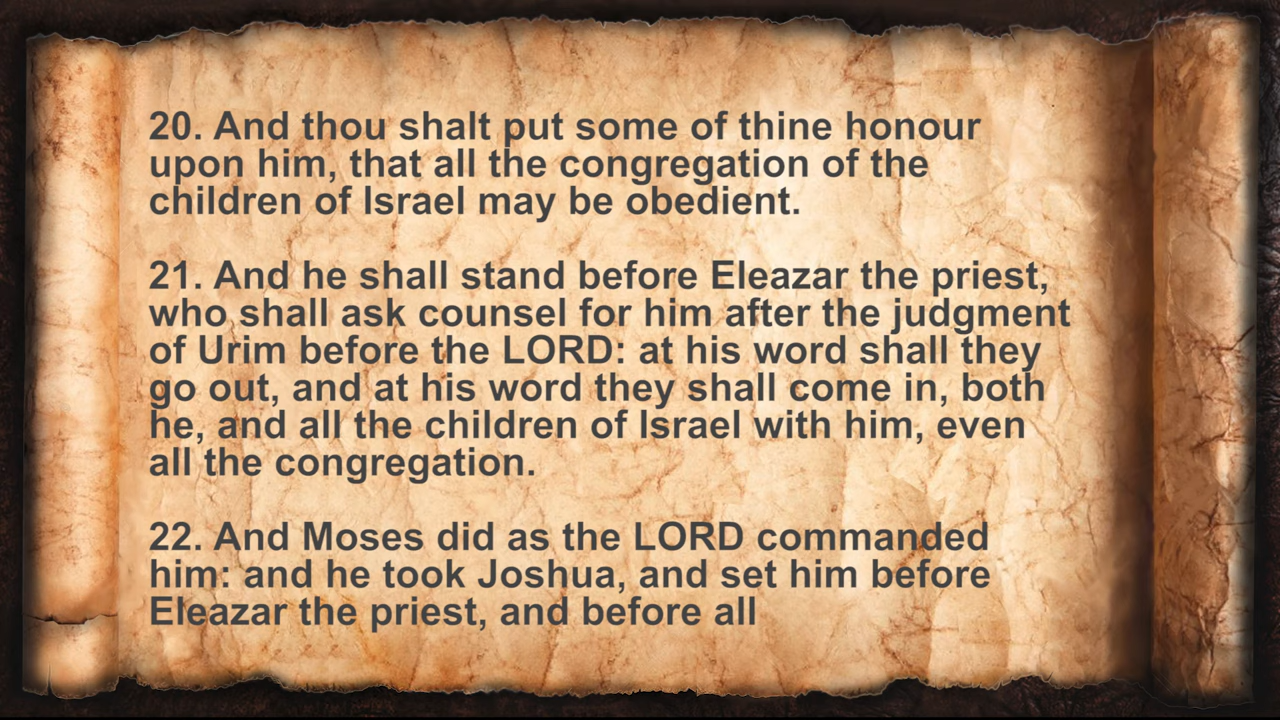 20. And thou shalt put some of thine honour
upon him, that all the congregation of the
children of Israel may be obedient.
21. And he shall stand before Eleazar the priest,
who shall ask counsel for him after the judgment
of Urim before the LORD: at his word shall they
go out, and at his word they shall come in, both
he, and all the children of Israel with him, even
all the congregation.
22. And Moses did as the LORD commanded
him: and he took Joshua, and set him before
Eleazar the priest, and before all